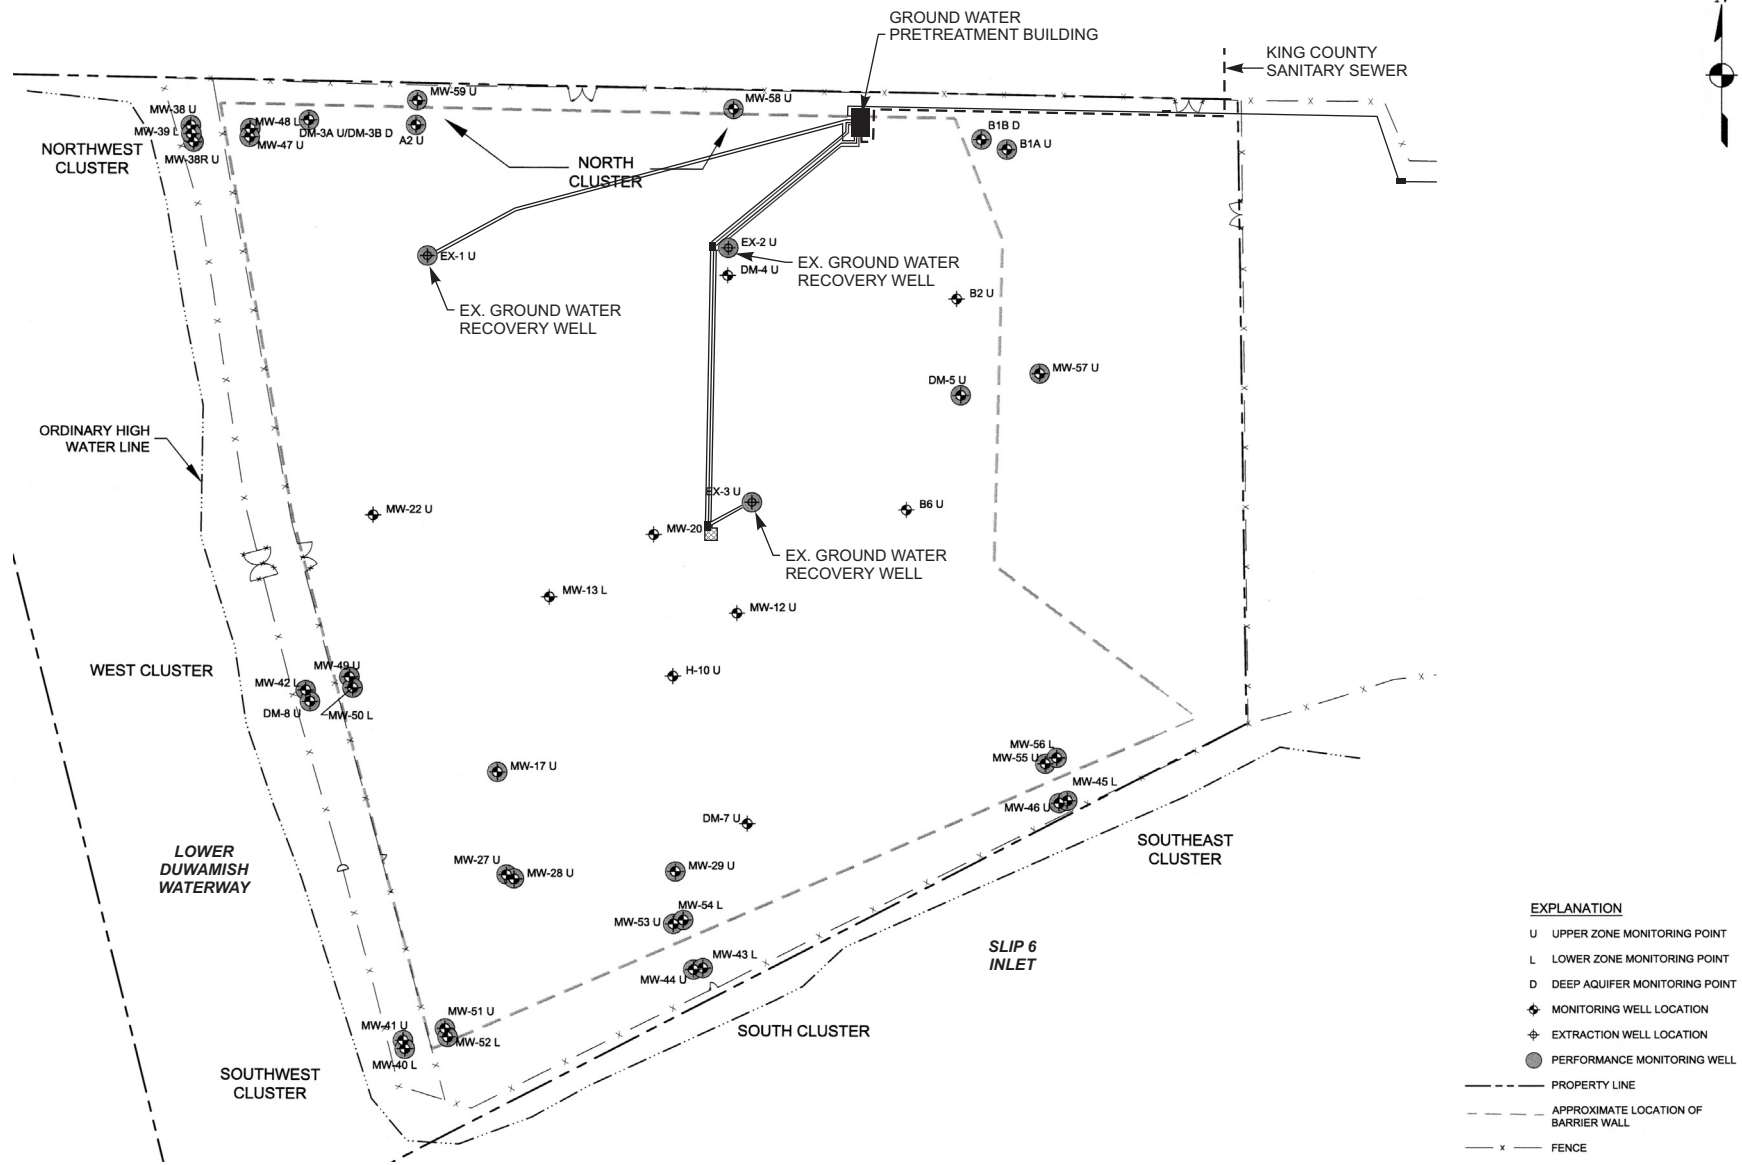 N
GROUND WATER
PRETREATMENT BUILDING
KING COUNTY
SANITARY SEWER
MW-59 U
MW-58 U
MW-38 U
MW-48 L
MW-39 L
DM-3A U/DM-3B D
A2 U
MW-47 U
MW-38R U
B1B D
B1A U
NORTHWEST
CLUSTER
NORTH
CLUSTER
EX-1 U
EX-2 U
DM-4 U
EX. GROUND WATER
RECOVERY WELL
EX. GROUND WATER
RECOVERY WELL
B2 U
MW-57 U
DM-5 U
ORDINARY HIGH
WATER LINE
EX-3 U
MW-22 U
B6 U
MW-20
EX. GROUND WATER
RECOVERY WELL
MW-13 L
MW-12 U
WEST CLUSTER
MW-49 U
H-10 U
MW-42 L
DM-8 U
MW-50 L
MW-56 L
MW-55 U
MW-17 U
MW-45 L
MW-46 U
DM-7 U
SOUTHEAST
CLUSTER
LOWER
DUWAMISH
WATERWAY
MW-27 U
MW-28 U
MW-29 U
MW-54 L
MW-53 U
MW-43 L
MW-44 U
SLIP 6
INLET
MW-51 U
MW-41 U
MW-52 L
MW-40 L
SOUTH CLUSTER
SOUTHWEST
CLUSTER
EXPLANATION
U UPPER ZONE MONITORING POINT
L LOWER ZONE MONITORING POINT
D DEEP AQUIFER MONITORING POINT
MONITORING WELL LOCATION
EXTRACTION WELL LOCATION
PERFORMANCE MONITORING WELL
PROPERTY LINE
APPROXIMATE LOCATION OF
BARRIER WALL
FENCE